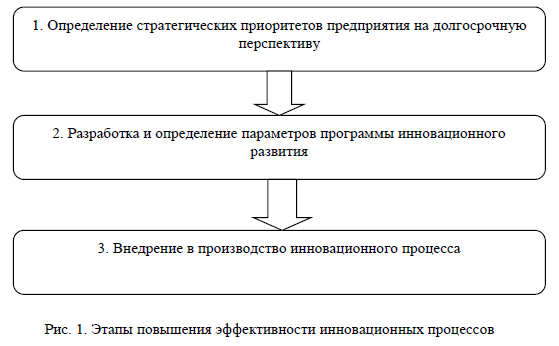 1. Определение стратегических приоритетов предприятия на долгосрочную
перспективу
2. Разработка и определение параметров программы инновационного
развития
3. Внедрение в производство инновационного процесса
Рис. 1. Этапы повышения эффективности инновационных процессов